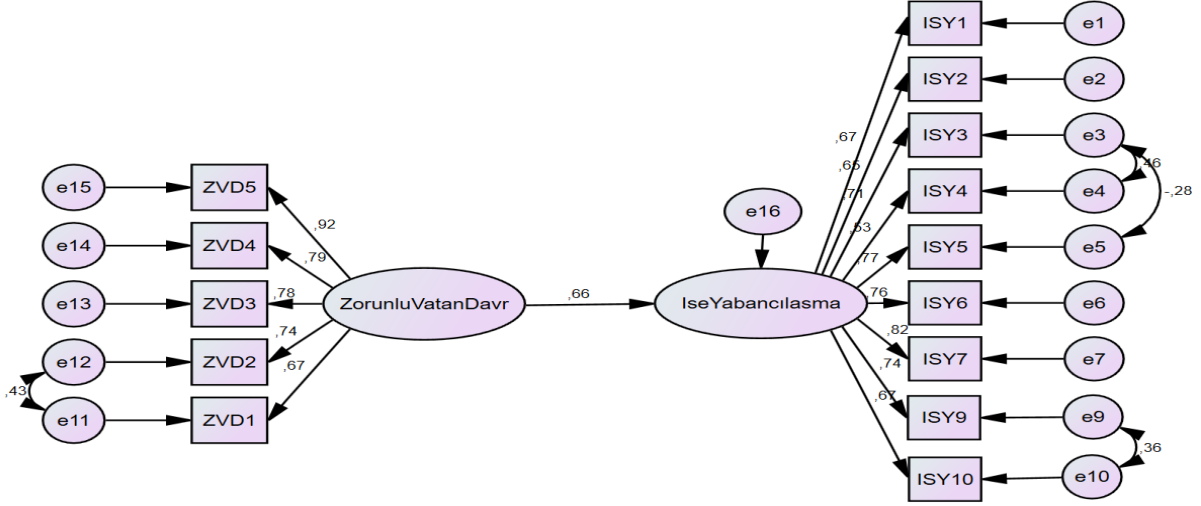 ISY1
e1
ISY2
e2
ISY3
e3
ISY4
e4
ISY5
e5
ISY6
e6
ISY7
e7
ISY9
e9
ISY10
e10
,46
-,28
,36
,67
,65
,71
,53
,77
,76
,82
,74
,67
e16
IseYabancılasma
,66
ZorunluVatanDavr
,92
,79
,78
,74
,67
e15
ZVD5
e14
ZVD4
e13
ZVD3
e12
ZVD2
e11
ZVD1
,43